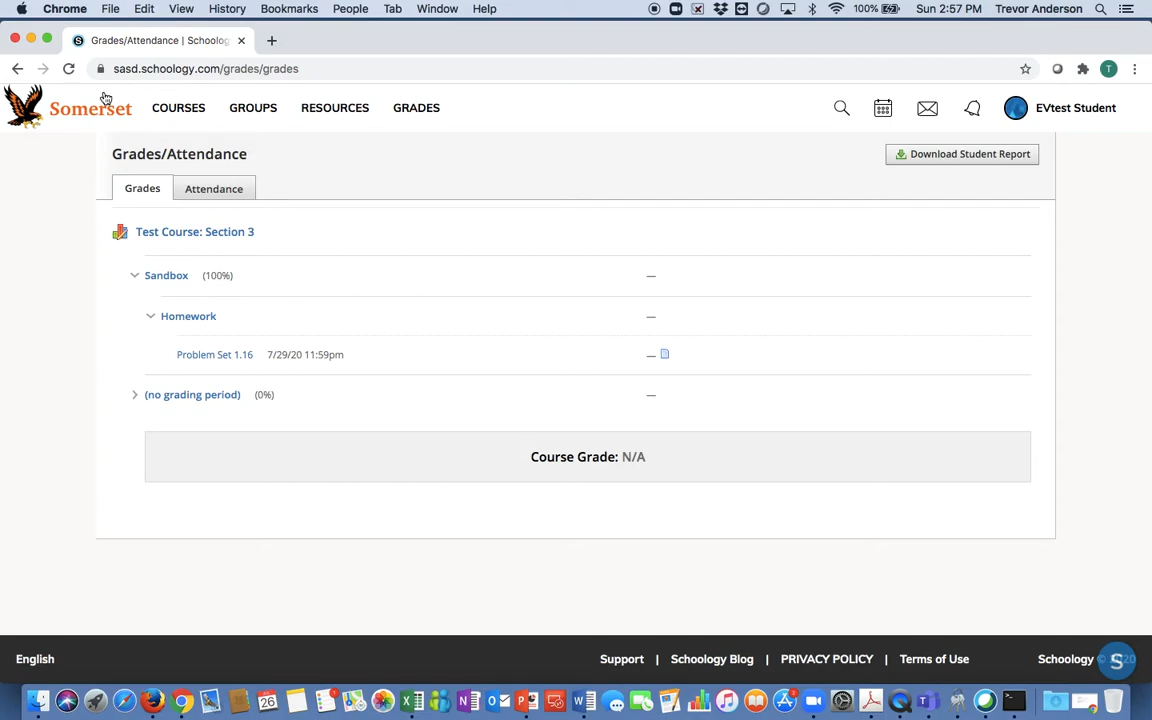 Chrome File Edit View History Bookmarks People Tab Window Help 100% Sun 2:57 PM Trevor Anderson
Grades/Attendance | Schoolog
sasd.schoology.com/grades/grades T
Somerset COURSES GROUPS RESOURCES GRADES EVtest Student
Grades/Attendance Download Student Report
Grades Attendance
Test Course: Section 3
Sandbox (100%) —
Homework —
Problem Set 1.16 7/29/20 11:59pm —
(no grading period) (0%) —
Course Grade: N/A
English Support | Schoology Blog | PRIVACY POLICY | Terms of Use Schoology © 2020